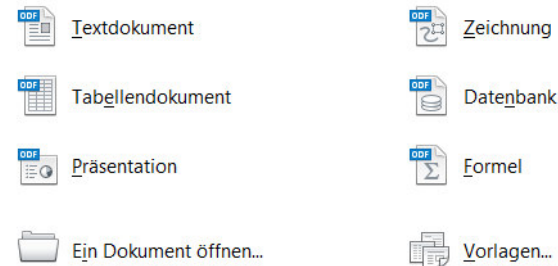 ODF Textdokument
ODF Zeichnung
ODF Tabellendokument
ODF Datenbank
ODF Präsentation
ODF Formel
Ein Dokument öffnen...
Vorlagen...